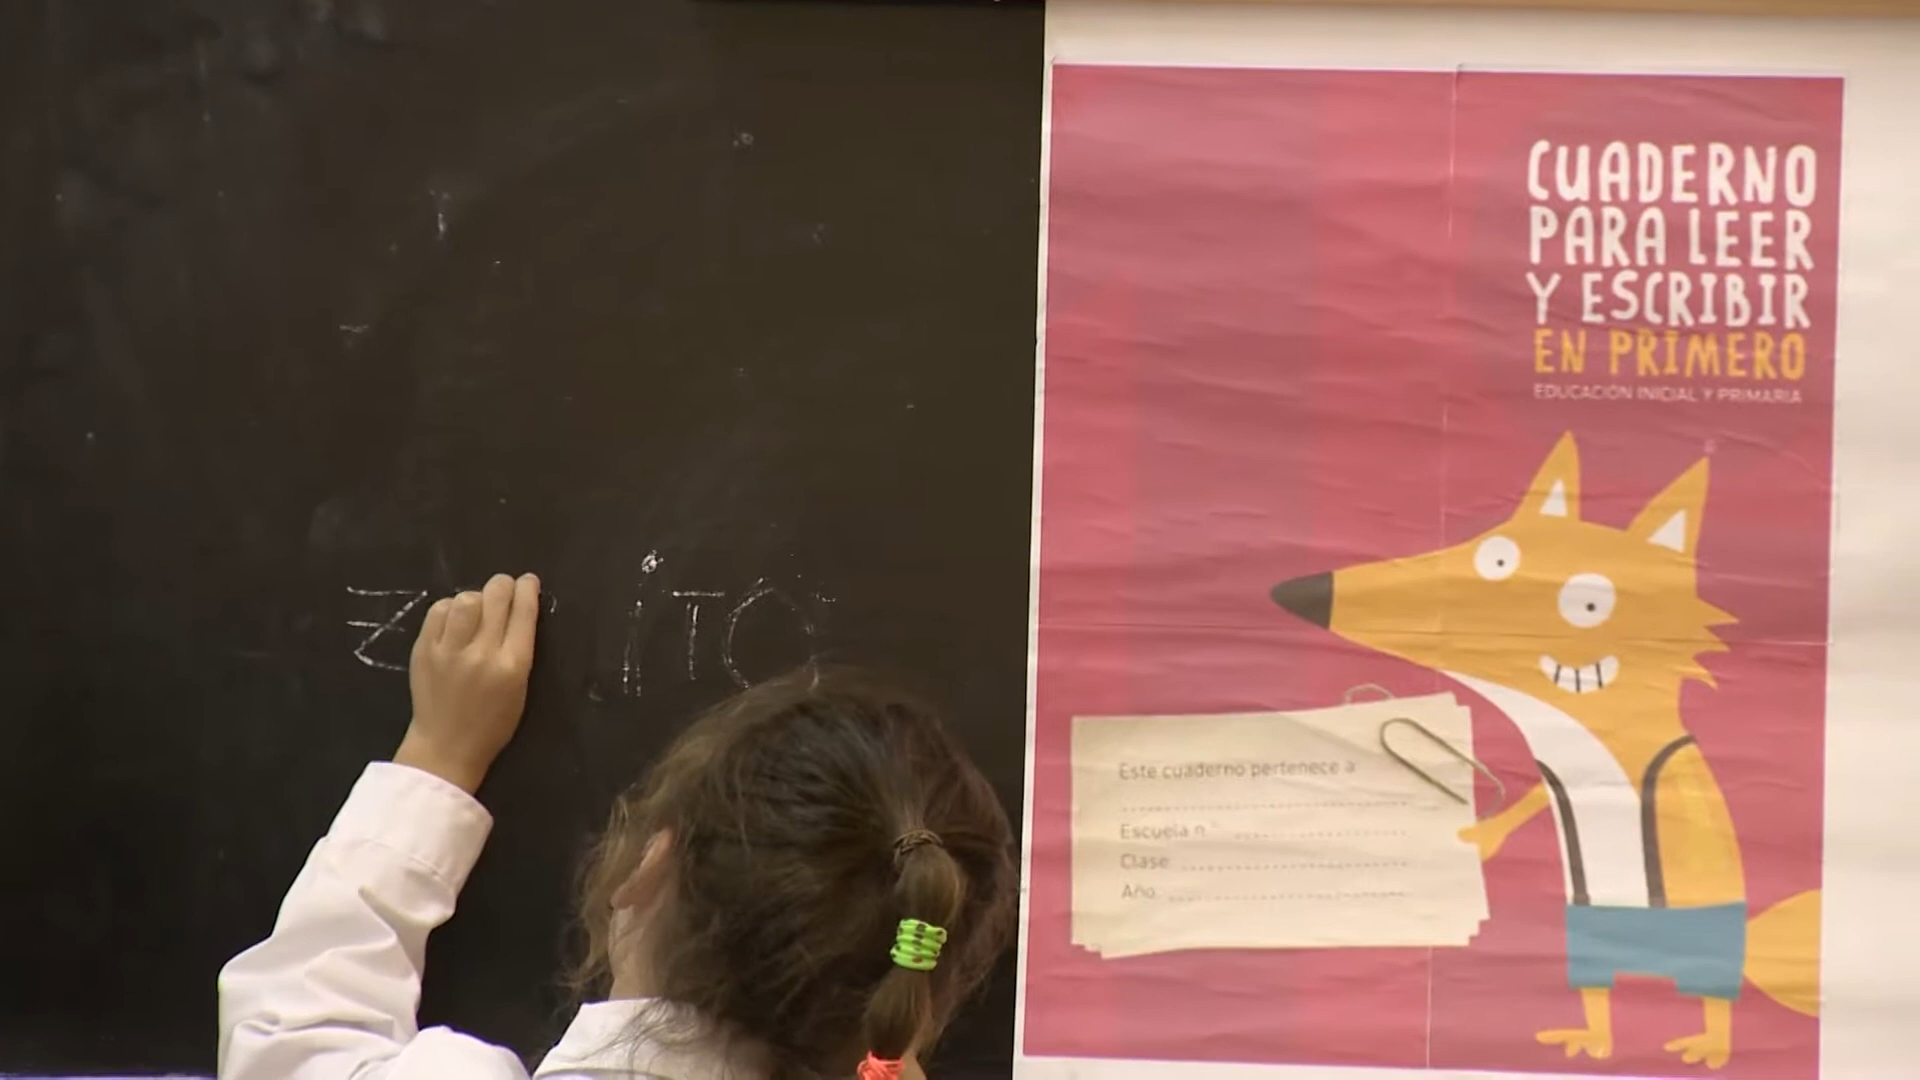 CUADERNO
PARA LEER
Y ESCRIBIR
EN PRIMERO
EDUCACIÓN INICIAL Y PRIMARIA
Este cuaderno pertenece a
Escuela n°
Clase
Año